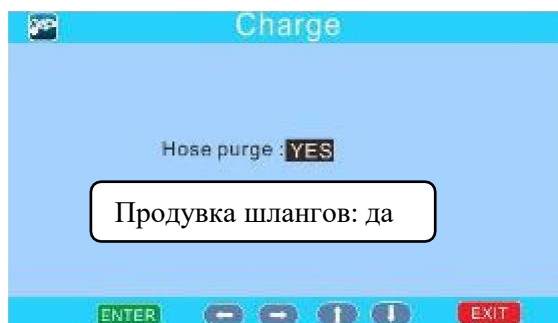 Charge
Hose purge : YES
Продувка шлангов: да
ENTER
EXIT